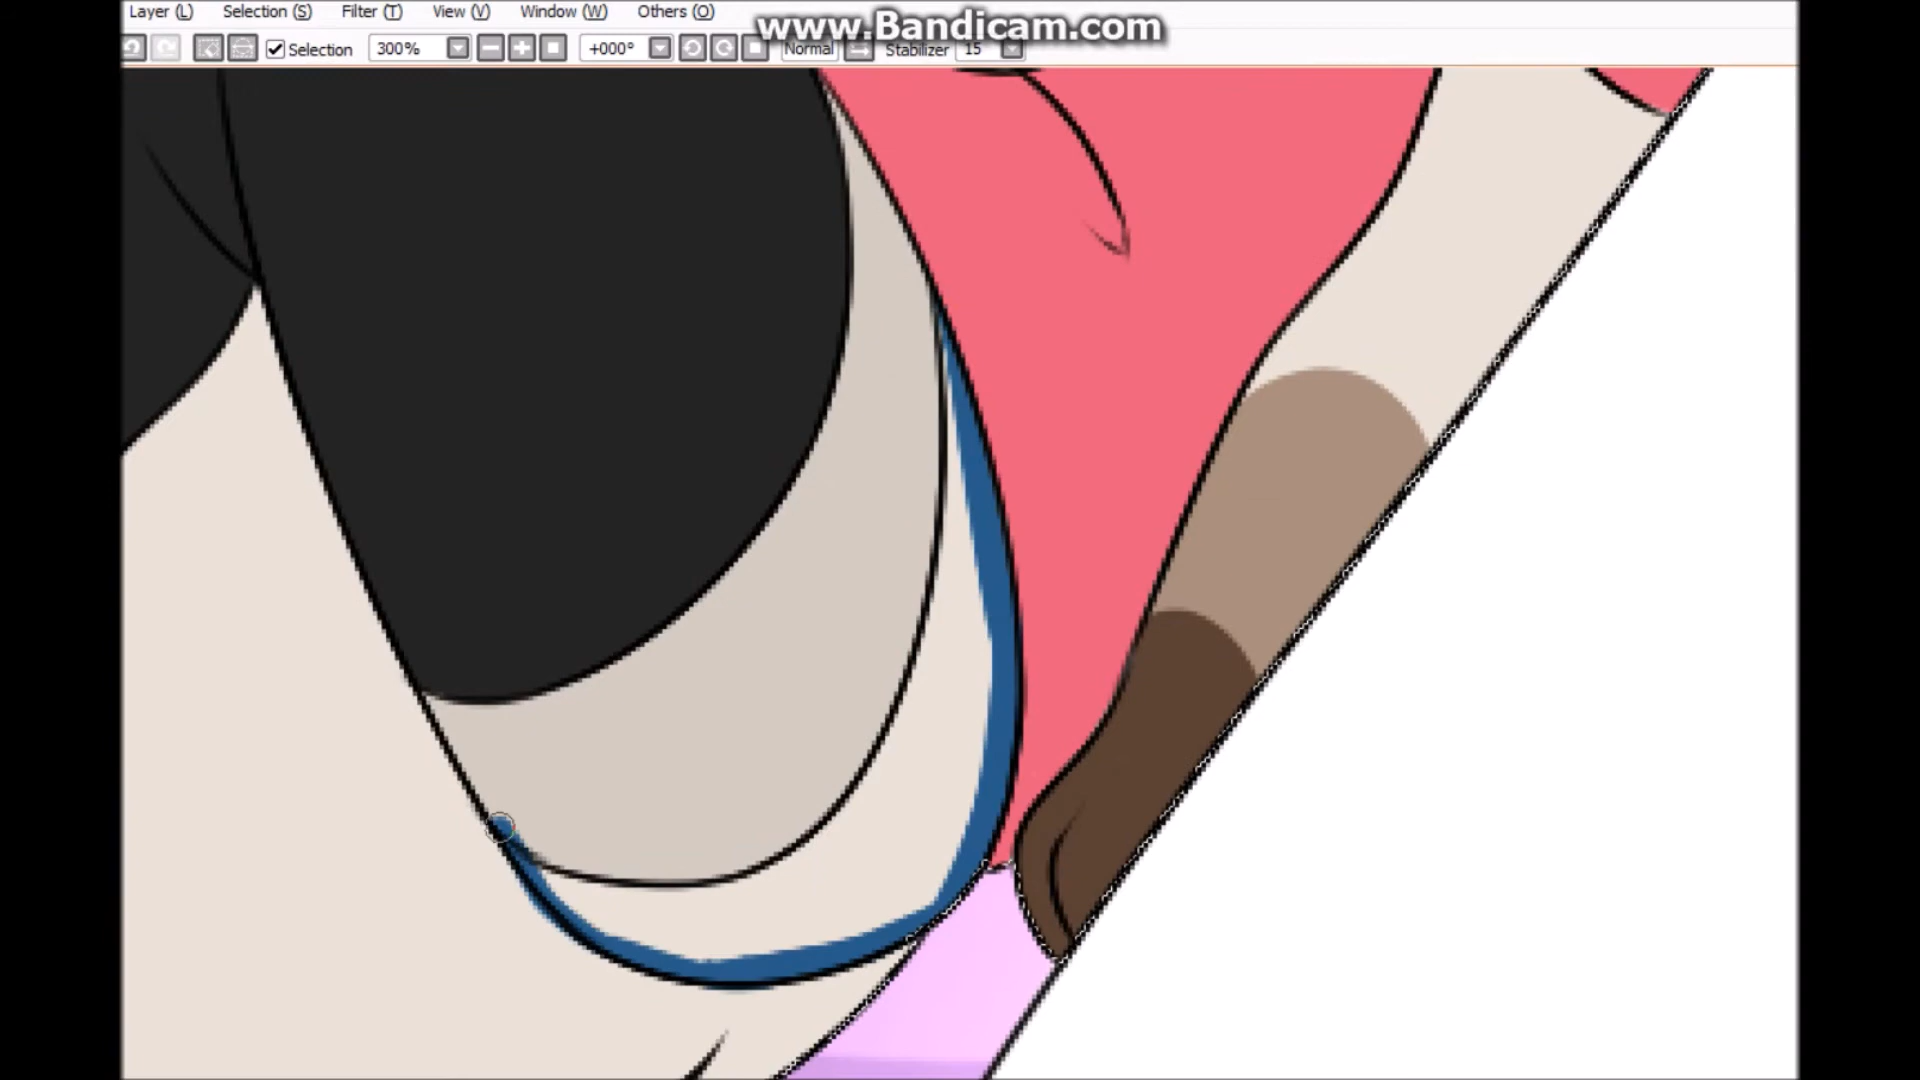 Layer (L) Selection (S) Filter (T) View (V) Window (W) Others (O)
www.Bandicam.com
Selection 300% +000° Normal Stabilizer 15